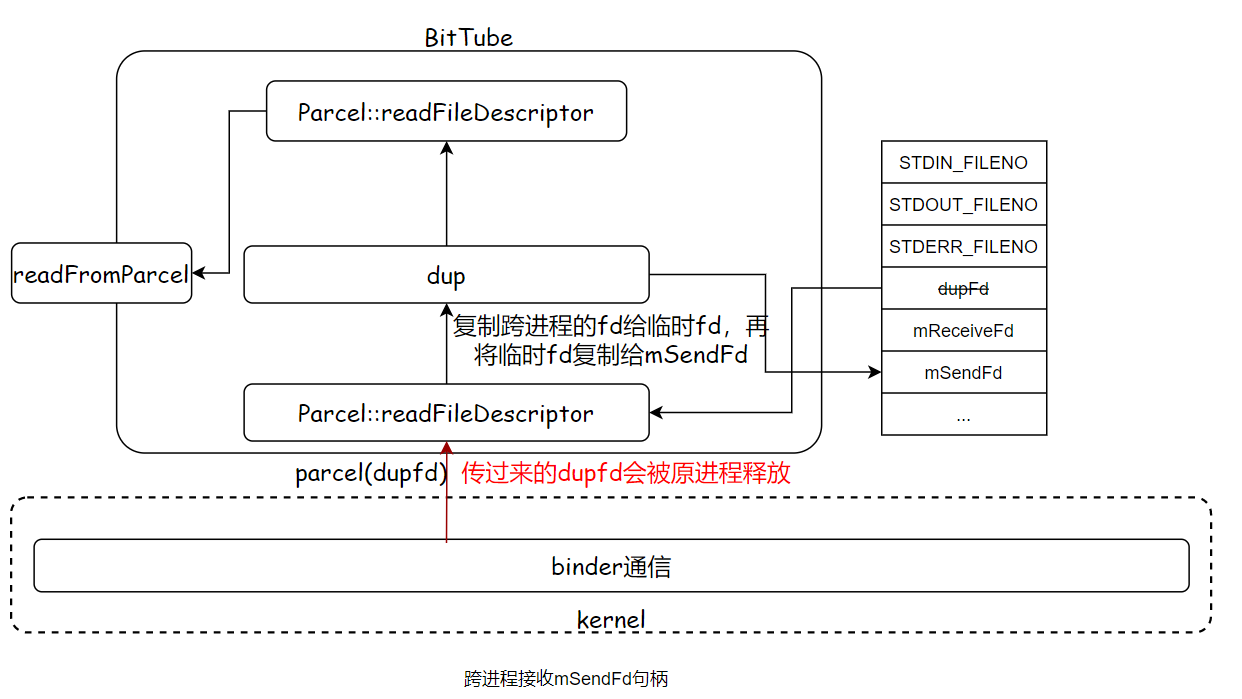 BitTube
Parcel::readFileDescriptor
STDIN_FILENO
STDOUT_FILENO
STDERR_FILENO
dupFd
mReceiveFd
mSendFd
...
readFromParcel
dup
复制跨进程的fd给临时fd，再
将临时fd复制给mSendFd
Parcel::readFileDescriptor
parcel(dupfd)
传过来的dupfd会被原进程释放
binder通信
kernel
跨进程接收mSendFd句柄